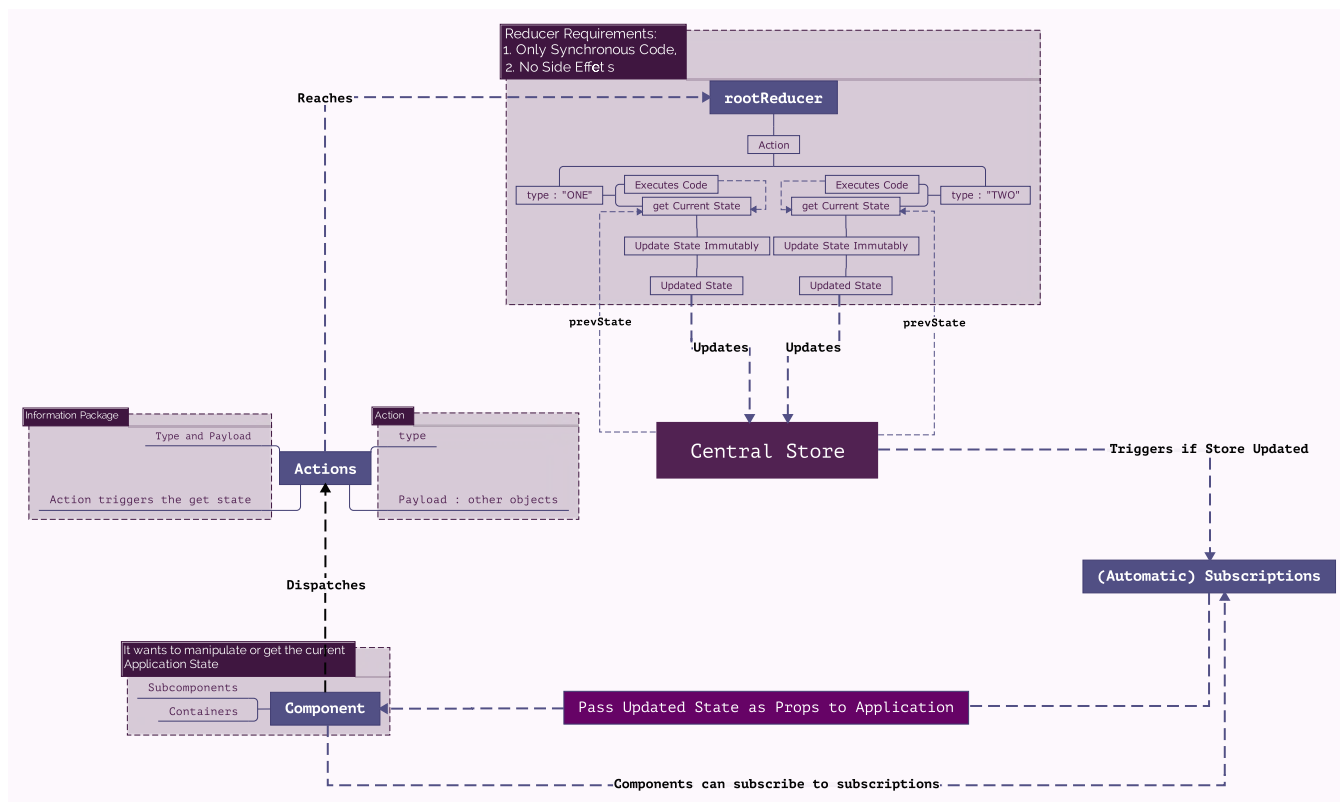 Reducer Requirements:
1. Only Synchronous Code,
2. No Side Effet s
Reaches
rootReducer
Action
type : "ONE"
Executes Code
get Current State
Executes Code
get Current State
type : "TWO"
Update State Immutably
Update State Immutably
Updated State
Updated State
prevState
prevState
Updates
Updates
Information Package
Type and Payload
Action triggers the get state
Actions
Action
type
Payload : other objects
Central Store
Triggers if Store Updated
(Automatic) Subscriptions
Dispatches
It wants to manipulate or get the current
Application State
Subcomponents
Containers
Component
Pass Updated State as Props to Application
Components can subscribe to subscriptions